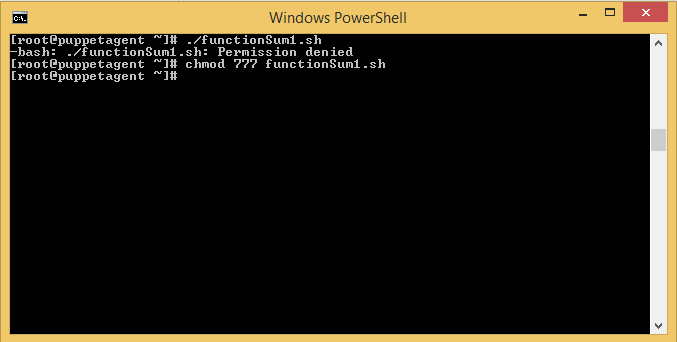 Windows PowerShell
[root@puppetagent ~]# ./functionSum1.sh
-bash: ./functionSum1.sh: Permission denied
[root@puppetagent ~]# chmod 777 functionSum1.sh
[root@puppetagent ~]#